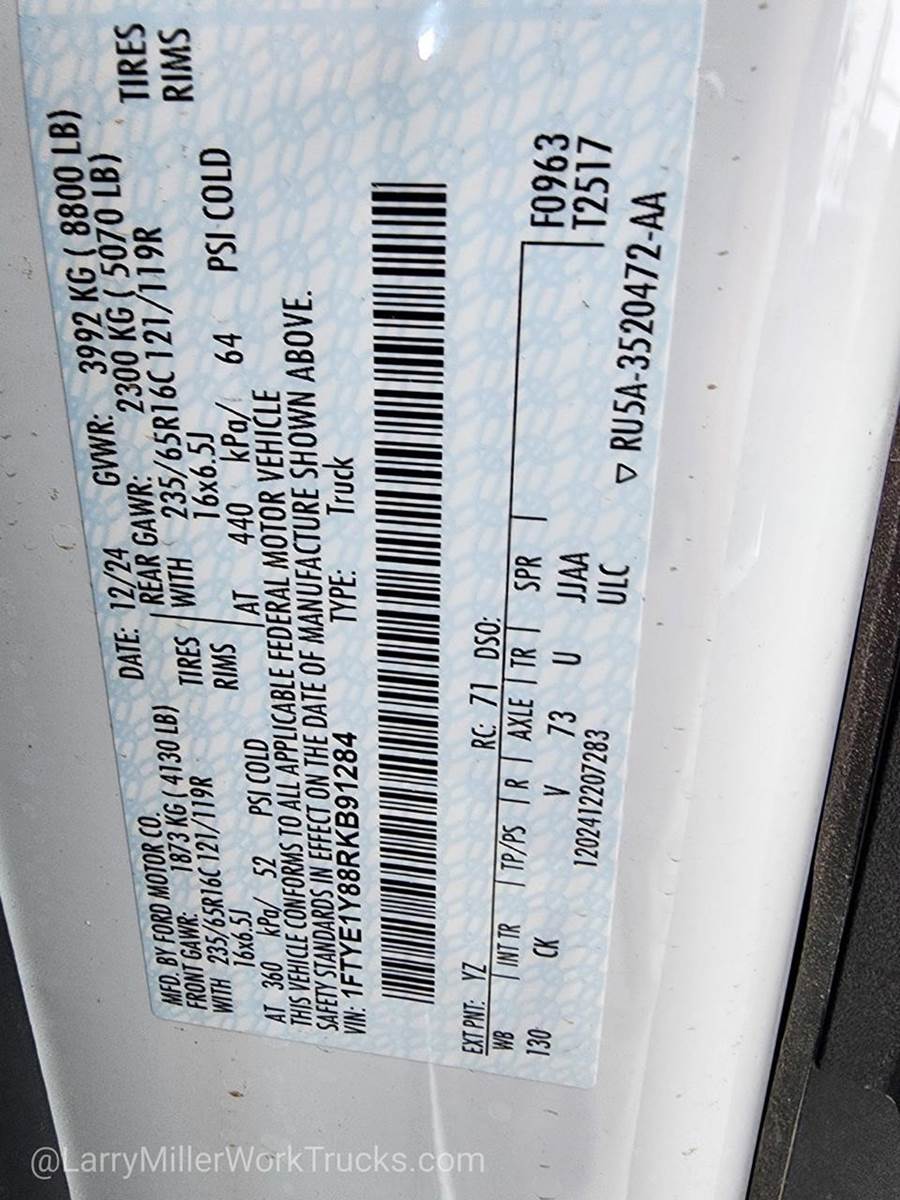 MFD. BY FORD MOTOR CO. DATE: 12/24 GVWR: 3992 KG ( 8800 LB)
FRONT GAWR: 1873 KG ( 4130 LB) REAR GAWR: 2300 KG ( 5070 LB)
WITH 235/65R16C 121/119R TIRES WITH 235/65R16C 121/119R TIRES
16x6.5J RIMS 16x6.5J RIMS
AT 360 kPa/ 52 PSI COLD AT 440 kPa/ 64 PSI COLD
THIS VEHICLE CONFORMS TO ALL APPLICABLE FEDERAL MOTOR VEHICLE
SAFETY STANDARDS IN EFFECT ON THE DATE OF MANUFACTURE SHOWN ABOVE.
VIN: 1FTYE1Y88RKB91284 TYPE: Truck
EXT PNT: YZ RC: 71 DSO:
WB INT TR TP/PS R AXLE TR SPR F0963
130 CK V 73 U JJAA T2517
1202412207283 ULC
▽ RU5A-3520472-AA
@LarryMillerWorkTrucks.com